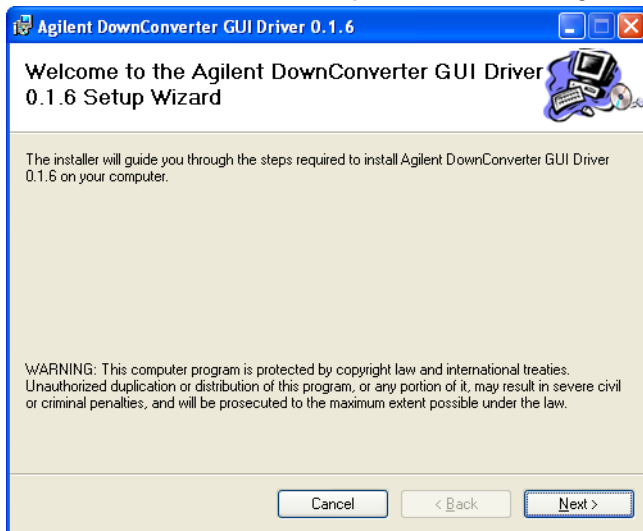 Agilent DownConverter GUI Driver 0.1.6
Welcome to the Agilent DownConverter GUI Driver
0.1.6 Setup Wizard
The installer will guide you through the steps required to install Agilent DownConverter GUI Driver
0.1.6 on your computer.
WARNING: This computer program is protected by copyright law and international treaties.
Unauthorized duplication or distribution of this program, or any portion of it, may result in severe civil
or criminal penalties, and will be prosecuted to the maximum extent possible under the law.
Cancel < Back Next >